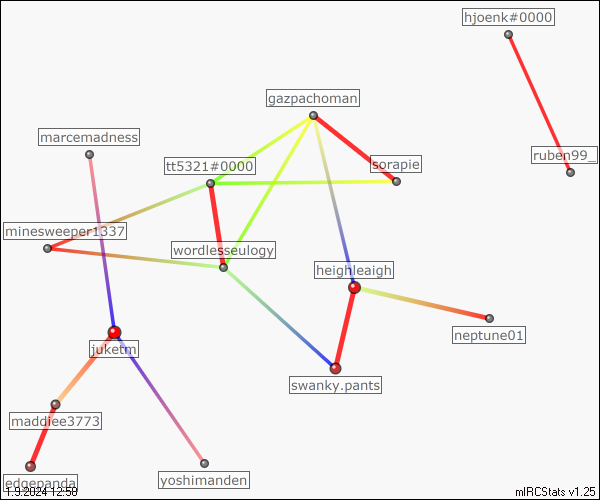 hjoenk#0000
gazpachoman
marcemadness
tt5321#0000
sorapie
ruben99_
minesweeper1337
wordlesseulogy
heighleaigh
neptune01
juketm
swanky.pants
maddiee3773
edgepanda
yoshimanden
1.9.2024 12:58
mIRCStats v1.25